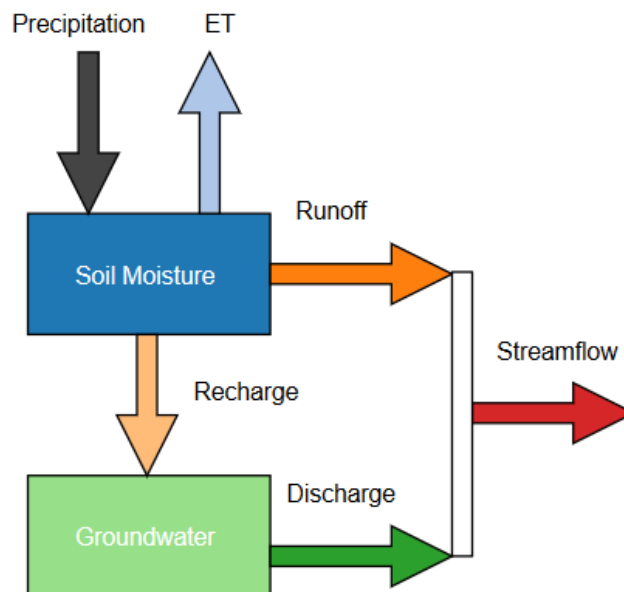 Precipitation
ET
Runoff
Soil Moisture
Streamflow
Recharge
Discharge
Groundwater